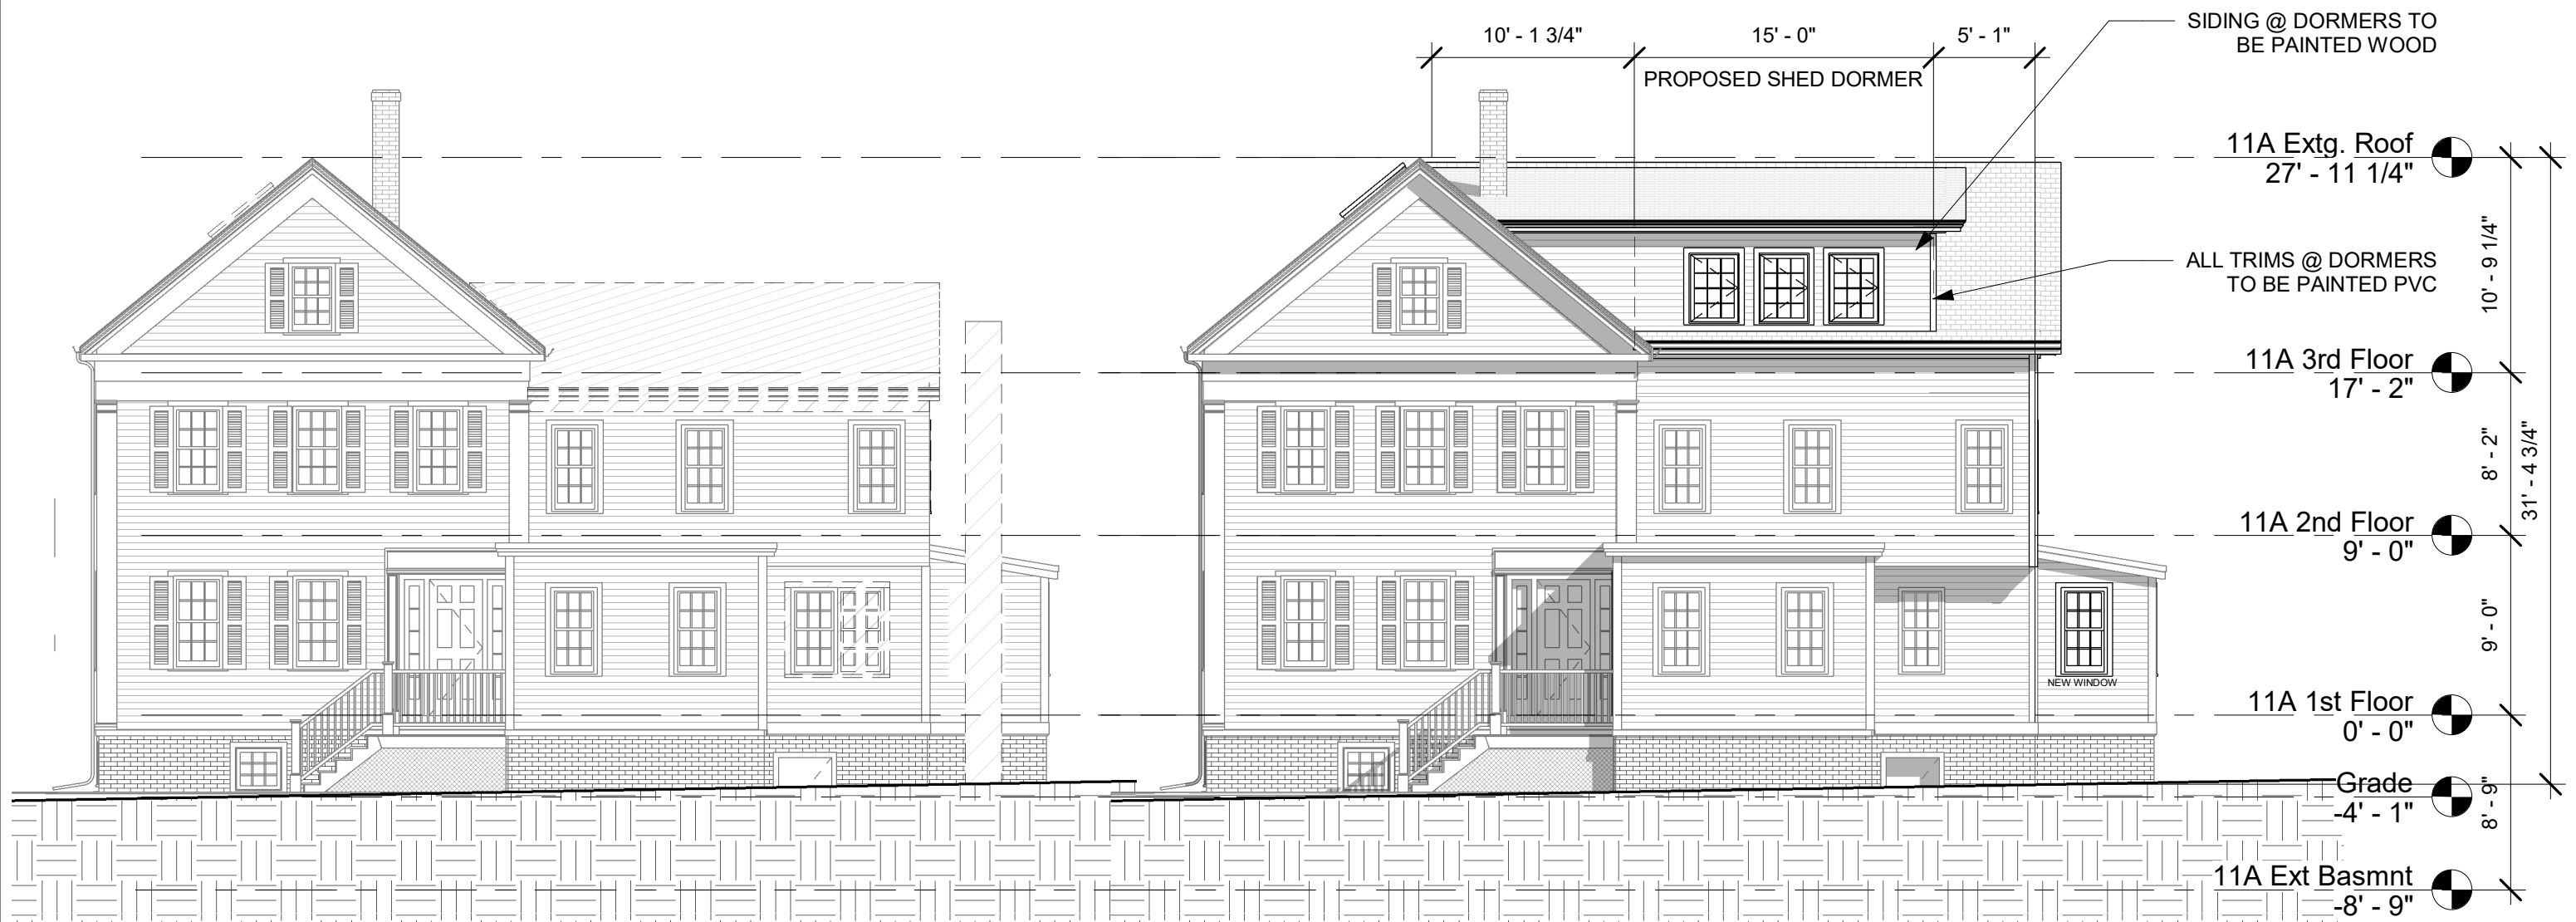 10' - 1 3/4"
15' - 0"
5' - 1"
PROPOSED SHED DORMER
SIDING @ DORMERS TO
BE PAINTED WOOD
11A Extg. Roof
27' - 11 1/4"
ALL TRIMS @ DORMERS
TO BE PAINTED PVC
10' - 9 1/4"
11A 3rd Floor
17' - 2"
8' - 2"
31' - 4 3/4"
11A 2nd Floor
9' - 0"
9' - 0"
NEW WINDOW
11A 1st Floor
0' - 0"
Grade
-4' - 1"
8' - 9"
11A Ext Basmnt
-8' - 9"